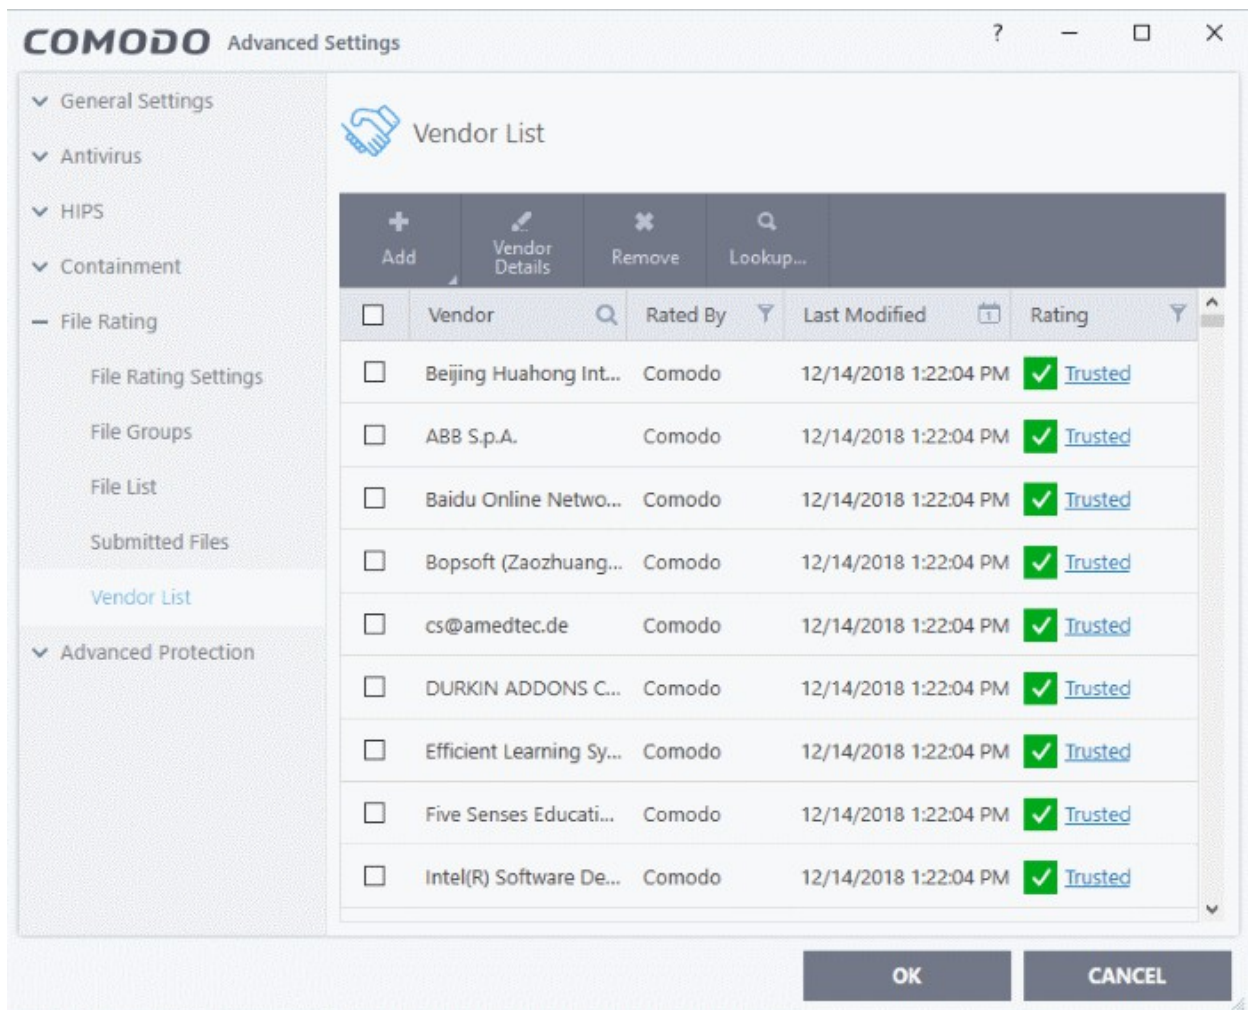 COMODO Advanced Settings ?
General Settings
Antivirus
HIPS
Containment
File Rating
File Rating Settings
File Groups
File List
Submitted Files
Vendor List
Advanced Protection
Vendor List
Add
Vendor Details
Remove
Lookup...
Vendor Rated By Last Modified 1 Rating
Beijing Huahong Int... Comodo 12/14/2018 1:22:04 PM Trusted
ABB S.p.A. Comodo 12/14/2018 1:22:04 PM Trusted
Baidu Online Netwo... Comodo 12/14/2018 1:22:04 PM Trusted
Bopsoft (Zaozhuang... Comodo 12/14/2018 1:22:04 PM Trusted
cs@amedtec.de Comodo 12/14/2018 1:22:04 PM Trusted
DURKIN ADDONS C... Comodo 12/14/2018 1:22:04 PM Trusted
Efficient Learning Sy... Comodo 12/14/2018 1:22:04 PM Trusted
Five Senses Educati... Comodo 12/14/2018 1:22:04 PM Trusted
Intel(R) Software De... Comodo 12/14/2018 1:22:04 PM Trusted
OK CANCEL